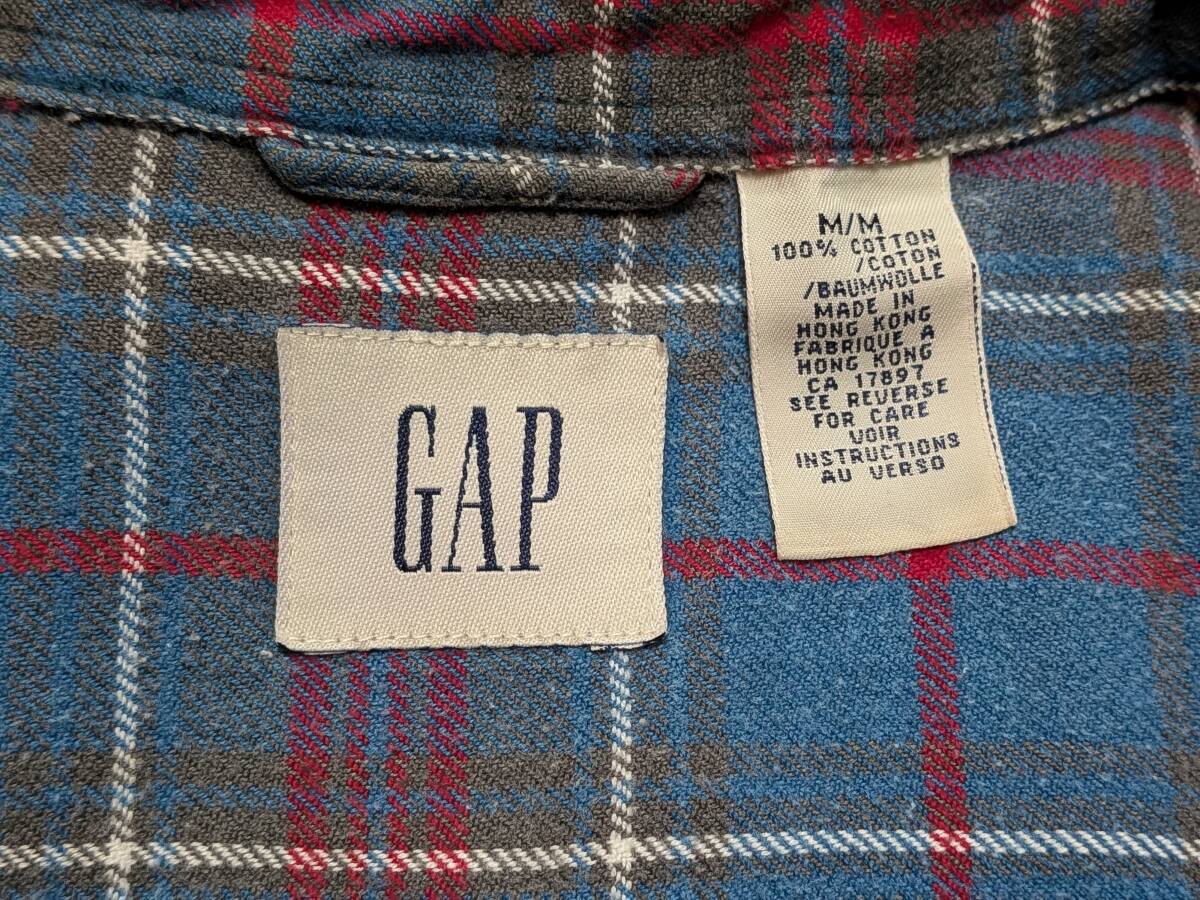 GAP
M/M
100% COTTON
/COTON
/BAUMWOLLE
MADE IN
HONG KONG
FABRIQUE A
HONG KONG
CA 17897
SEE REVERSE
FOR CARE
VOIR
INSTRUCTIONS
AU VERSO